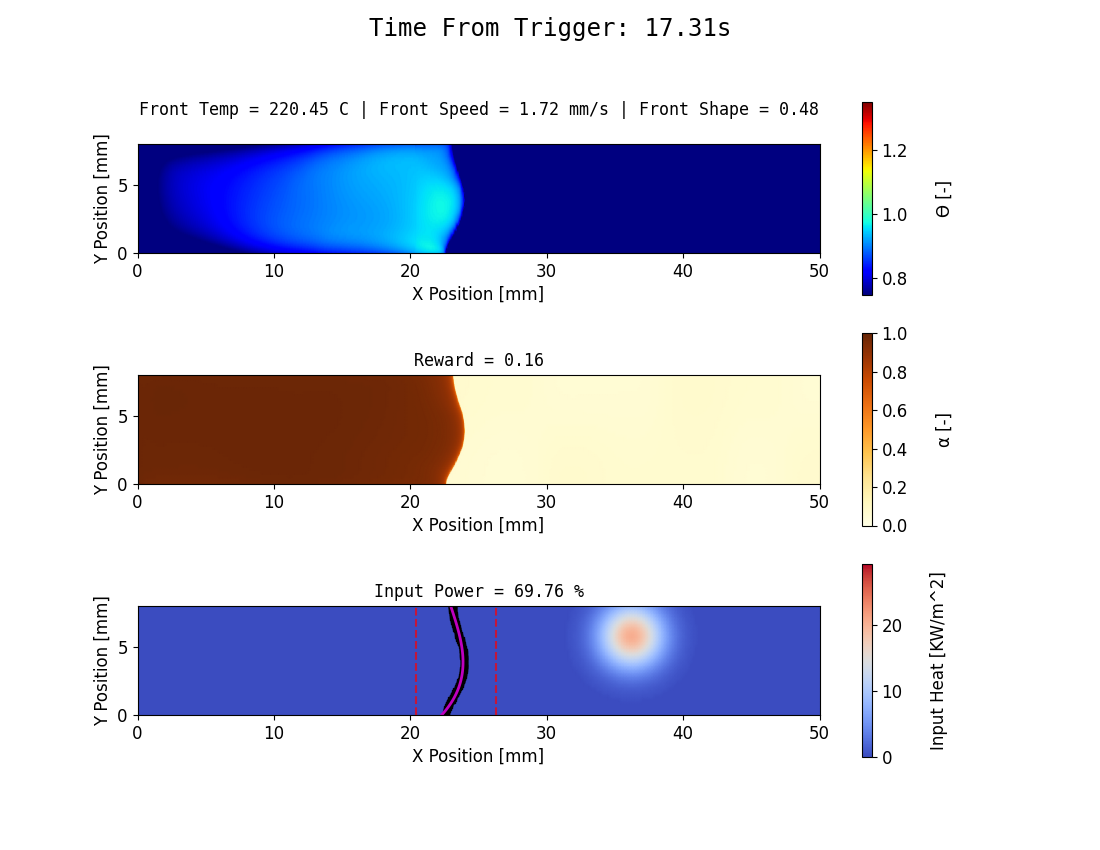 Time From Trigger: 17.31s
Front Temp = 220.45 C | Front Speed = 1.72 mm/s | Front Shape = 0.48
Y Position [mm]
5
0
0 10 20 30 40 50
X Position [mm]
1.2
1.0
0.8
Θ [-]
Reward = 0.16
Y Position [mm]
5
0
0 10 20 30 40 50
X Position [mm]
1.0
0.8
0.6
0.4
0.2
0.0
α [-]
Input Power = 69.76 %
Y Position [mm]
5
0
0 10 20 30 40 50
X Position [mm]
20
10
0
Input Heat [KW/m^2]